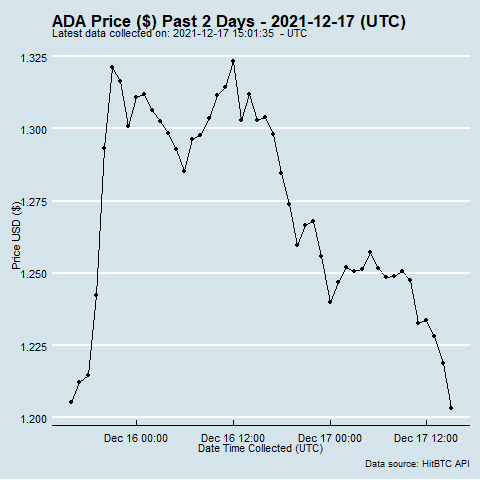 ADA Price ($) Past 2 Days - 2021-12-17 (UTC)
Latest data collected on: 2021-12-17 15:01:35 - UTC
1.325
1.300
1.275
1.250
1.225
1.200
Price USD ($)
Dec 16 00:00 Dec 16 12:00 Dec 17 00:00 Dec 17 12:00
Date Time Collected (UTC)
Data source: HitBTC API